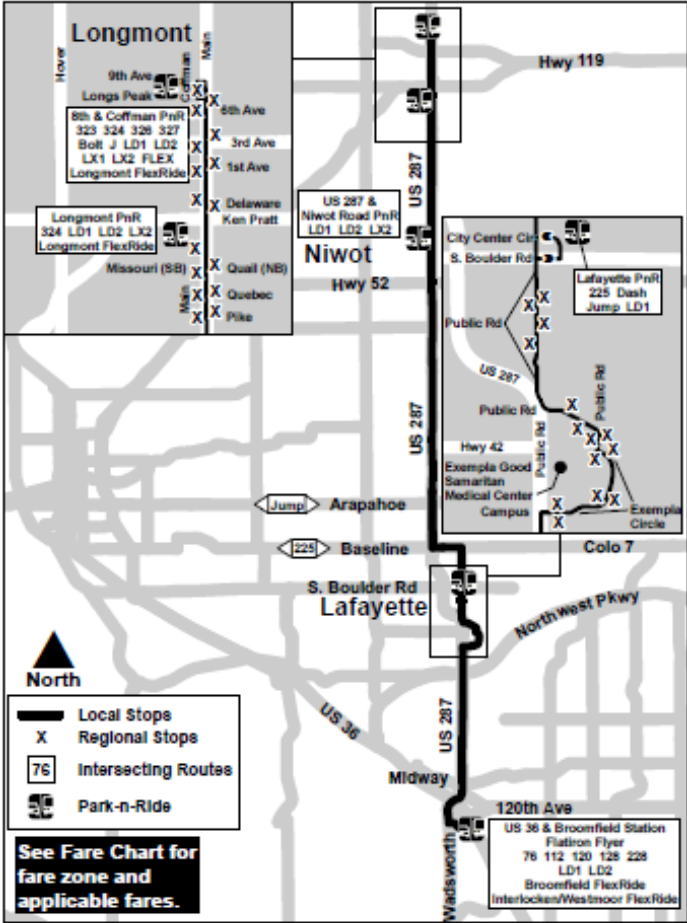 Longmont
Hover
Coffman
Main
9th Ave
Longs Peak
6th Ave
8th & Coffman PnR
323 324 326 327
Bolt J LD1 LD2
LX1 LX2 FLEX
Longmont FlexRide
3rd Ave
1st Ave
Delaware
Ken Pratt
Longmont PnR
324 LD1 LD2 LX2
Longmont FlexRide
Missouri (SB)
Quail (NB)
Main
Quebec
Pike
Hwy 119
US 287
US 287 &
Niwot Road PnR
LD1 LD2 LX2
Niwot
Hwy 52
City Center Cir
S. Boulder Rd
Lafayette PnR
225 Dash
Jump LD1
Public Rd
US 287
Public Rd
Public Rd
Public Rd
Hwy 42
Exempla Good
Samaritan
Medical Center
Campus
Exempla
Circle
US 287
Jump
Arapahoe
225
Baseline
Colo 7
S. Boulder Rd
Lafayette
Northwest Pkwy
North
US 36
US 287
Midway
Local Stops
X Regional Stops
76 Intersecting Routes
Park-n-Ride
See Fare Chart for
fare zone and
applicable fares.
120th Ave
Wadsworth
US 36 & Broomfield Station
Flatiron Flyer
76 112 120 128 228
LD1 LD2
Broomfield FlexRide
Interlocken/Westmoor FlexRide